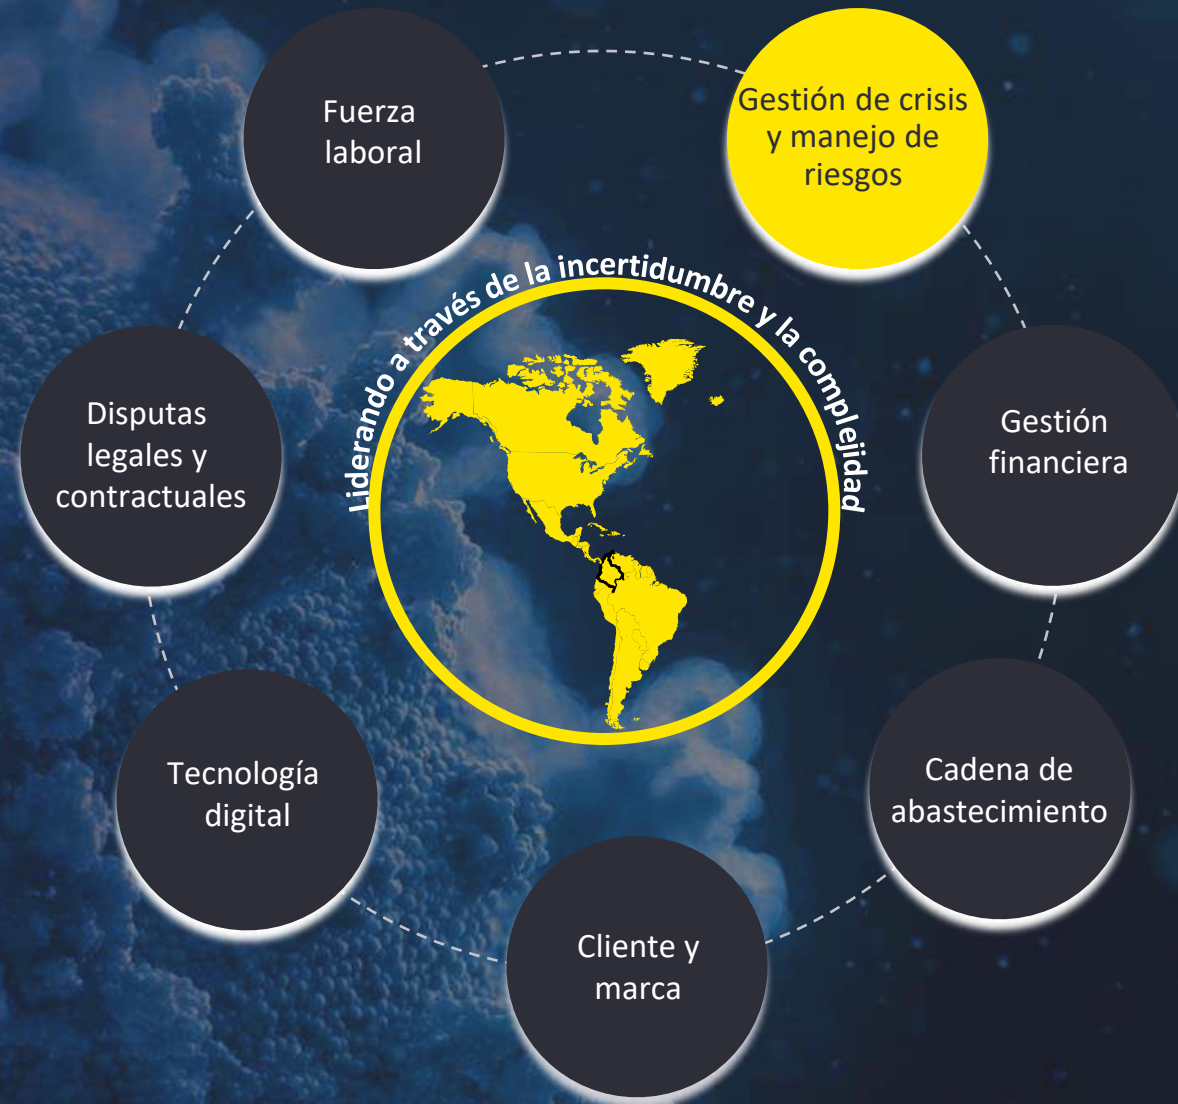 Fuerza
laboral
Gestión de crisis
y manejo de
riesgos
Liderando a través de la incertidumbre y la complejidad
Disputas
legales y
contractuales
Gestión
financiera
Tecnología
digital
Cadena de
abastecimiento
Cliente y
marca